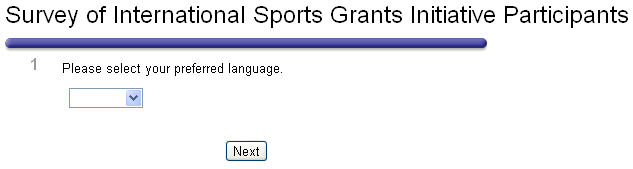 Survey of International Sports Grants Initiative Participants
1 Please select your preferred language.
Next